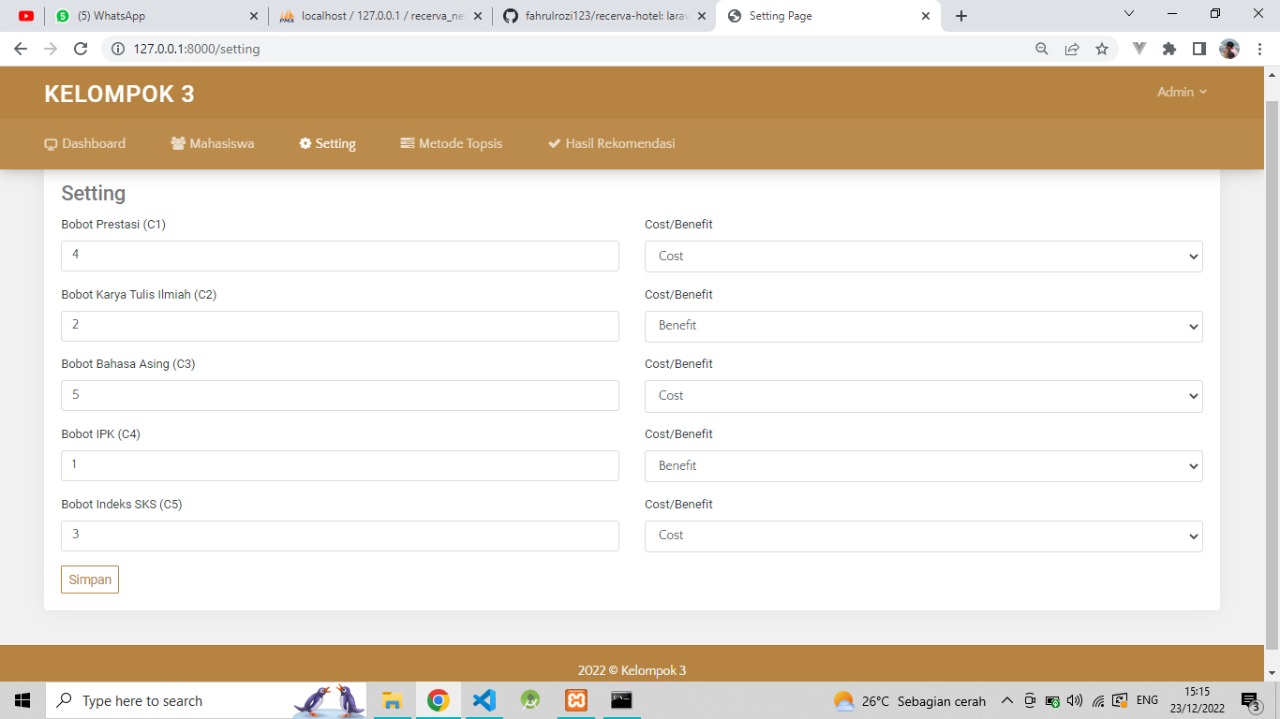 (5) WhatsApp
localhost / 127.0.0.1 / recerva_ne
fahrulrozi123/recerva-hotel: larav
Setting Page
127.0.0.1:8000/setting
KELOMPOK 3
Admin
Dashboard
Mahasiswa
Setting
Metode Topsis
Hasil Rekomendasi
Setting
Bobot Prestasi (C1)
Cost/Benefit
4
Cost
Bobot Karya Tulis Ilmiah (C2)
Cost/Benefit
2
Benefit
Bobot Bahasa Asing (C3)
Cost/Benefit
5
Cost
Bobot IPK (C4)
Cost/Benefit
1
Benefit
Bobot Indeks SKS (C5)
Cost/Benefit
3
Cost
Simpan
2022 © Kelompok 3
Type here to search
26°C Sebagian cerah
ENG
15:15
23/12/2022
3